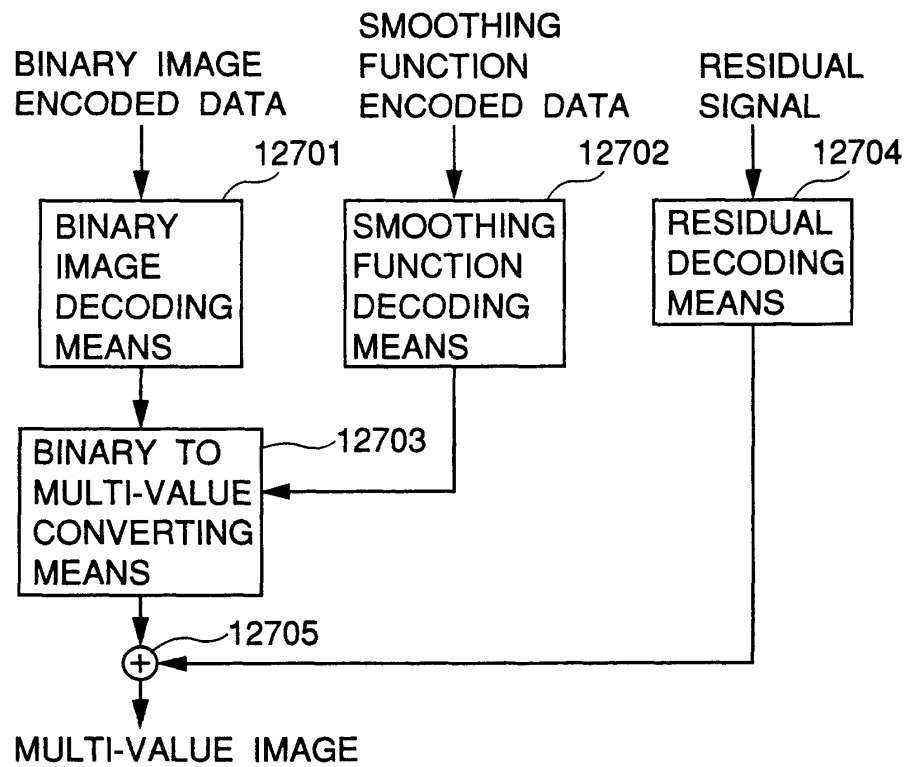 BINARY IMAGE
ENCODED DATA
SMOOTHING
FUNCTION
ENCODED DATA
RESIDUAL
SIGNAL
12701
12702
12704
BINARY
IMAGE
DECODING
MEANS
SMOOTHING
FUNCTION
DECODING
MEANS
RESIDUAL
DECODING
MEANS
12703
BINARY TO
MULTI-VALUE
CONVERTING
MEANS
12705
+
MULTI-VALUE IMAGE